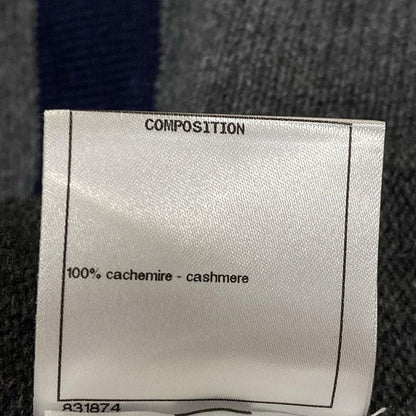 COMPOSITION
100% cachemire - cashmere
831874